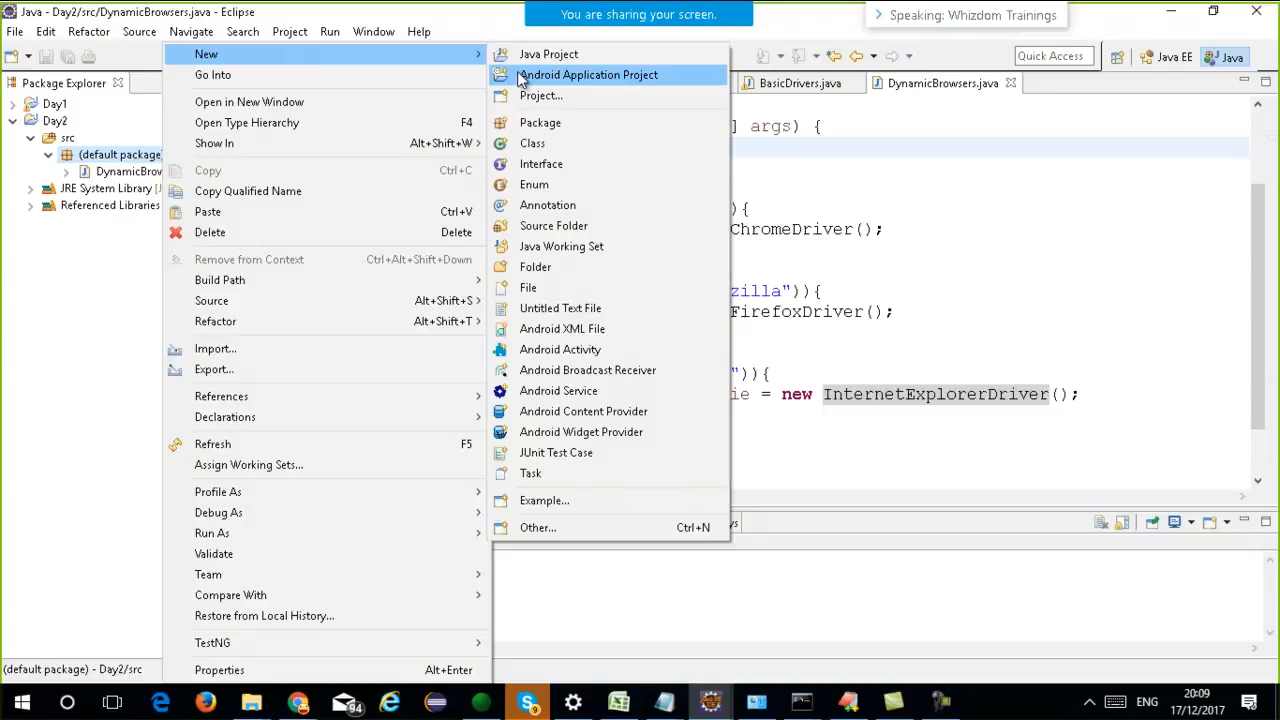 Java - Day2/src/DynamicBrowsers.java - Eclipse
You are sharing your screen.
Speaking: Whizdom Trainings
File Edit Refactor Source Navigate Search Project Run Window Help
Quick Access
Java EE
Java
Package Explorer
BasicDrivers.java
DynamicBrowsers.java
Day1
Day2
src
(default package)
DynamicBrow
JRE System Library [J
Referenced Libraries
New
Go Into
Open in New Window
Open Type Hierarchy F4
Show In Alt+Shift+W
Copy Ctrl+C
Copy Qualified Name
Paste Ctrl+V
Delete Delete
Remove from Context Ctrl+Alt+Shift+Down
Build Path
Source Alt+Shift+S
Refactor Alt+Shift+T
Import...
Export...
References
Declarations
Refresh F5
Assign Working Sets...
Profile As
Debug As
Run As
Validate
Team
Compare With
Restore from Local History...
TestNG
Properties Alt+Enter
Java Project
Android Application Project
Project...
Package
Class
Interface
Enum
Annotation
Source Folder
Java Working Set
Folder
File
Untitled Text File
Android XML File
Android Activity
Android Broadcast Receiver
Android Service
Android Content Provider
Android Widget Provider
JUnit Test Case
Task
Example...
Other... Ctrl+N
] args) {
){
ChromeDriver();
zilla")){
FirefoxDriver();
")){
ie = new InternetExplorerDriver();
(default package) - Day2/src
94
9
ENG
20:09
17/12/2017